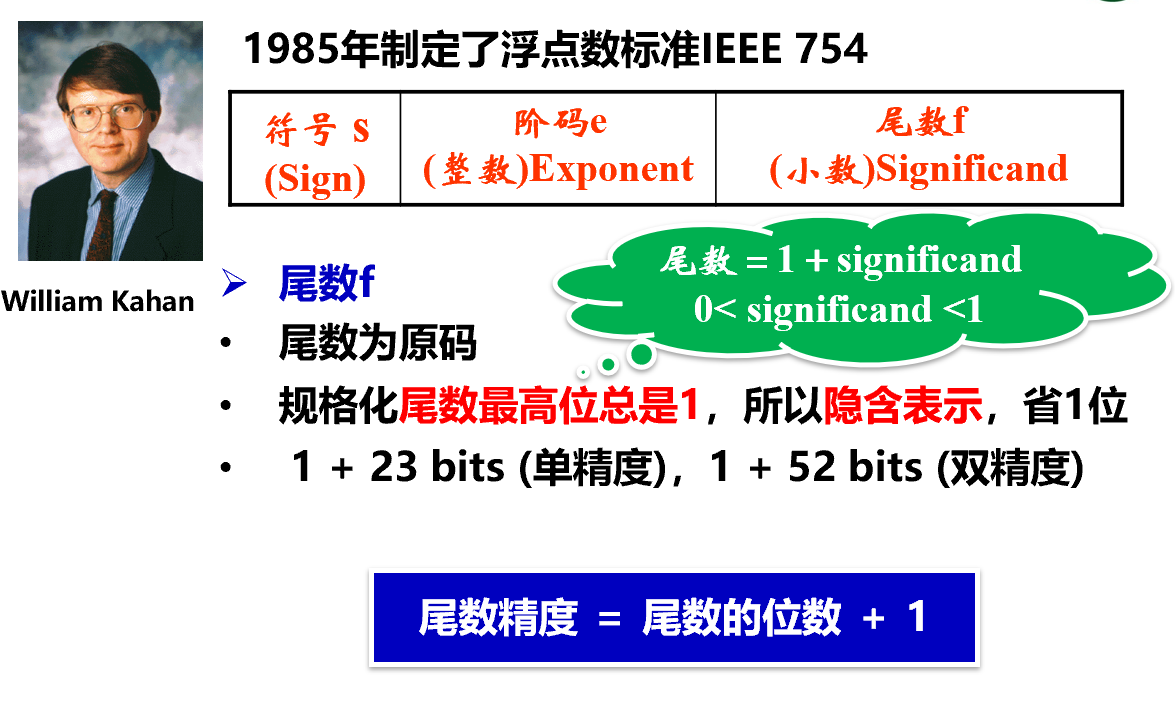 1985年制定了浮点数标准IEEE 754
符号 s
(Sign)
阶码e
(整数)Exponent
尾数f
(小数)Significand
尾数 = 1 + significand
0< significand <1
William Kahan
➢ 尾数f
• 尾数为原码
• 规格化尾数最高位总是1，所以隐含表示，省1位
• 1 + 23 bits (单精度)，1 + 52 bits (双精度)
尾数精度 = 尾数的位数 + 1